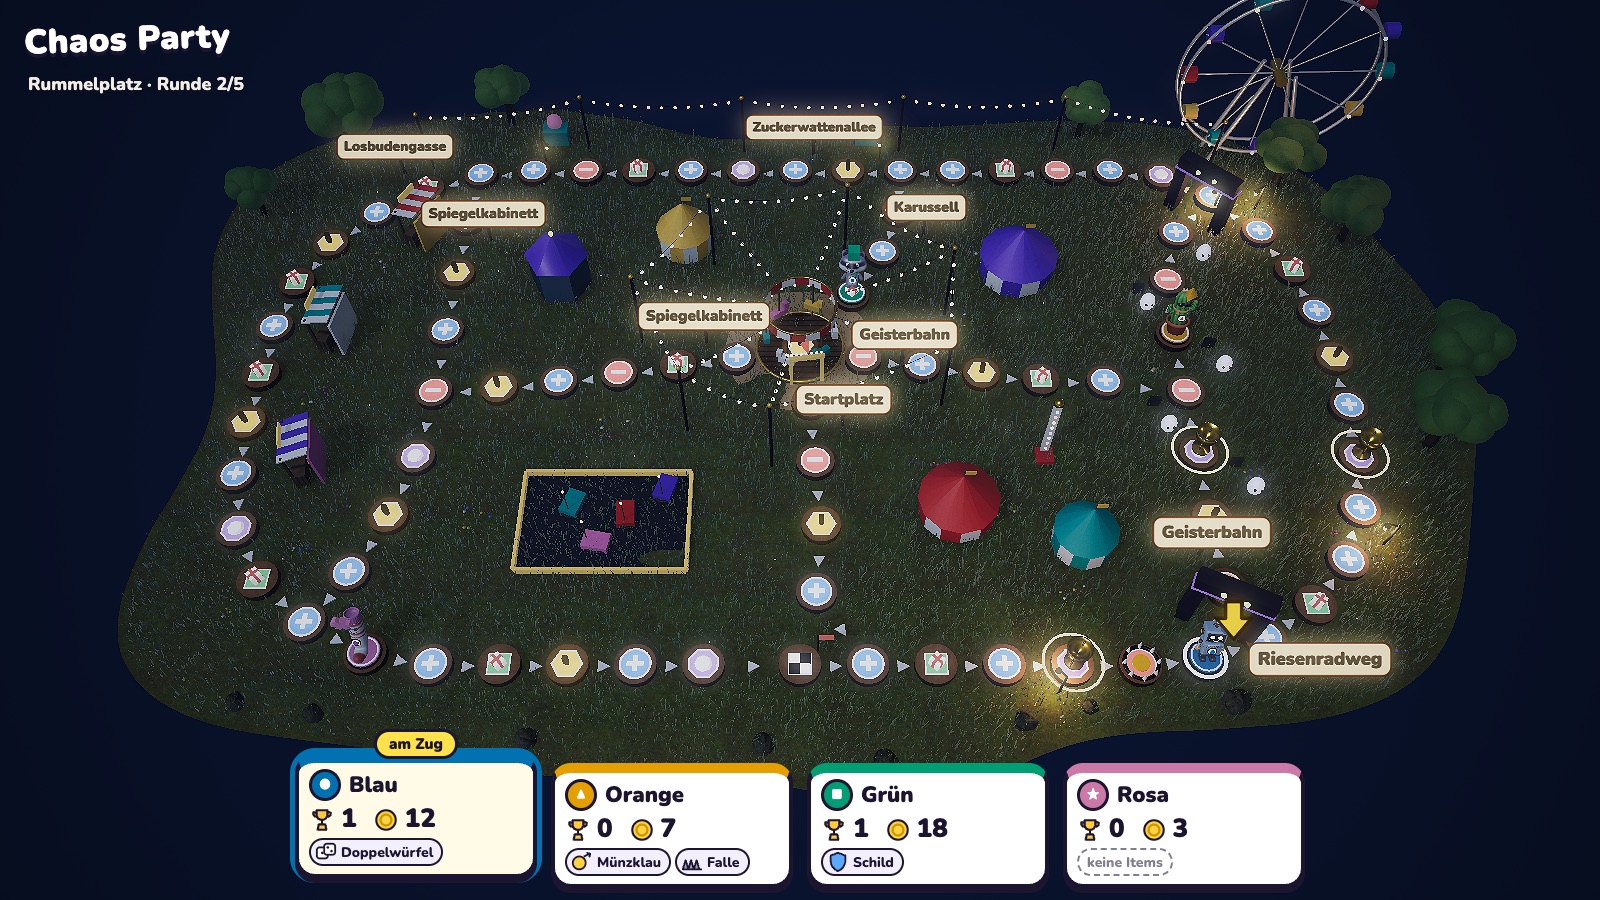 Chaos Party
Rummelplatz · Runde 2/5
Losbudengasse
Zuckerwattenallee
Spiegelkabinett
Karussell
Spiegelkabinett
Geisterbahn
Startplatz
Geisterbahn
Riesenradweg
am Zug
Blau
1 12
Doppelwürfel
Orange
0 7
Münzklau Falle
Grün
1 18
Schild
Rosa
0 3
keine Items